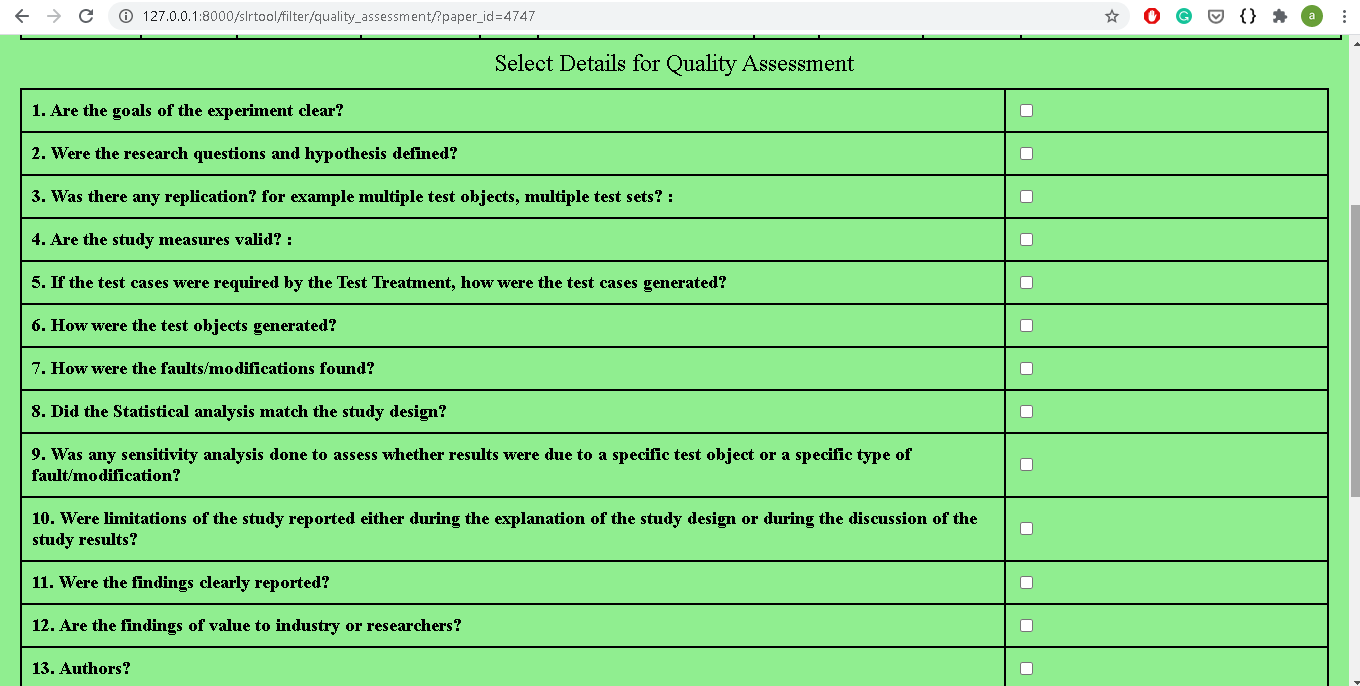 127.0.0.1:8000/slrtool/filter/quality_assessment/?paper_id=4747
a
Select Details for Quality Assessment
1. Are the goals of the experiment clear?
2. Were the research questions and hypothesis defined?
3. Was there any replication? for example multiple test objects, multiple test sets? :
4. Are the study measures valid? :
5. If the test cases were required by the Test Treatment, how were the test cases generated?
6. How were the test objects generated?
7. How were the faults/modifications found?
8. Did the Statistical analysis match the study design?
9. Was any sensitivity analysis done to assess whether results were due to a specific test object or a specific type of
fault/modification?
10. Were limitations of the study reported either during the explanation of the study design or during the discussion of the
study results?
11. Were the findings clearly reported?
12. Are the findings of value to industry or researchers?
13. Authors?